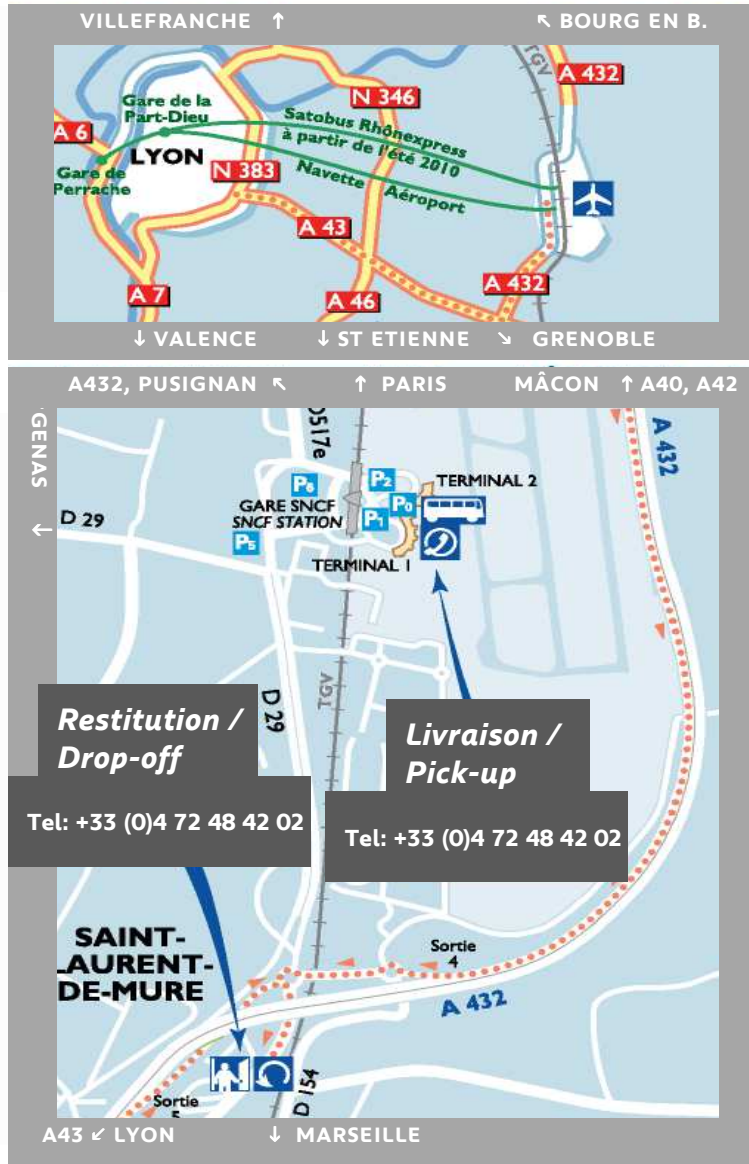 VILLEFRANCHE ↑
↖ BOURG EN B.
TGV
A 432
N 346
Gare de la
Part-Dieu
Satobus Rhônexpress
à partir de l'été 2010
A 6
LYON
Gare de
Perrache
N 383
Navette Aéroport
A 43
A 432
A 7
A 46
↓ VALENCE
↓ ST ETIENNE
↘ GRENOBLE
A432, PUSIGNAN ↖
↑ PARIS
MÂCON ↑ A40, A42
GENAS
←
D517e
A 432
P2
TERMINAL 2
P6
P0
GARE SNCF
SNCF STATION
P1
D 29
P5
TERMINAL 1
TGV
D 29
Restitution /
Drop-off
Tel: +33 (0)4 72 48 42 02
Livraison /
Pick-up
Tel: +33 (0)4 72 48 42 02
SAINT-
LAURENT-
DE-MURE
Sortie
4
A 432
D 154
Sortie
A43 ↙ LYON
↓ MARSEILLE